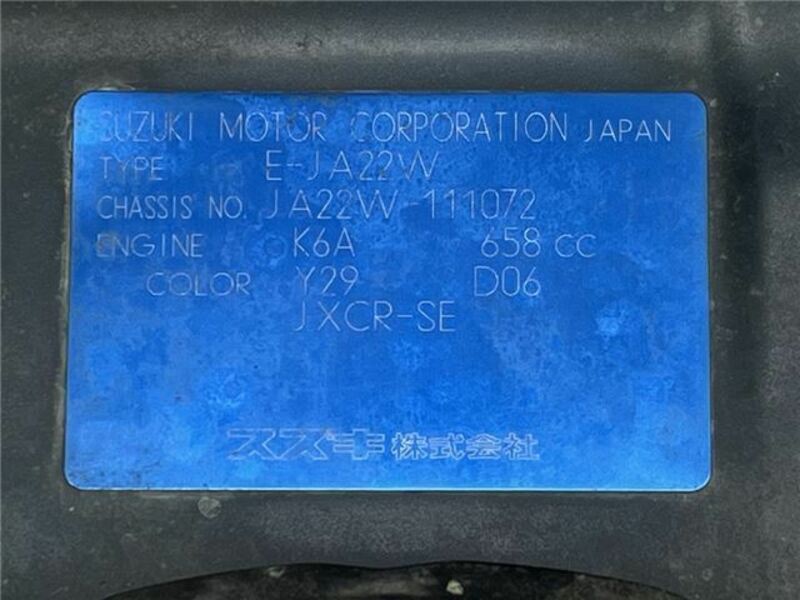 SUZUKI MOTOR CORPORATION JAPAN
TYPE E-JA22W
CHASSIS NO. JA22W-111072
ENGINE K6A 658 CC
COLOR Y29 D06
JXCR-SE
スズキ株式会社